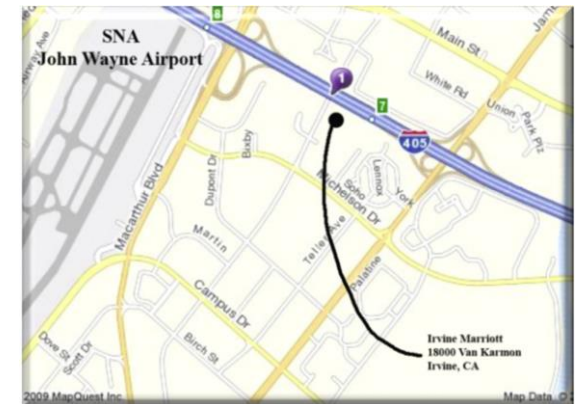 SNA
John Wayne Airport
8
Main St
1
7
White Rd
Union
Park Plz
405
Macarthur Blvd
Dupont Dr
Bixby
Soho
Lennox
York
Michelson Dr
Martin
Teller Ave
Palatine
Campus Dr
Birch St
Dove St
Scott Dr
Irvine Marriott
18000 Van Karmon
Irvine, CA
2009 MapQuest Inc.
Map Data ©